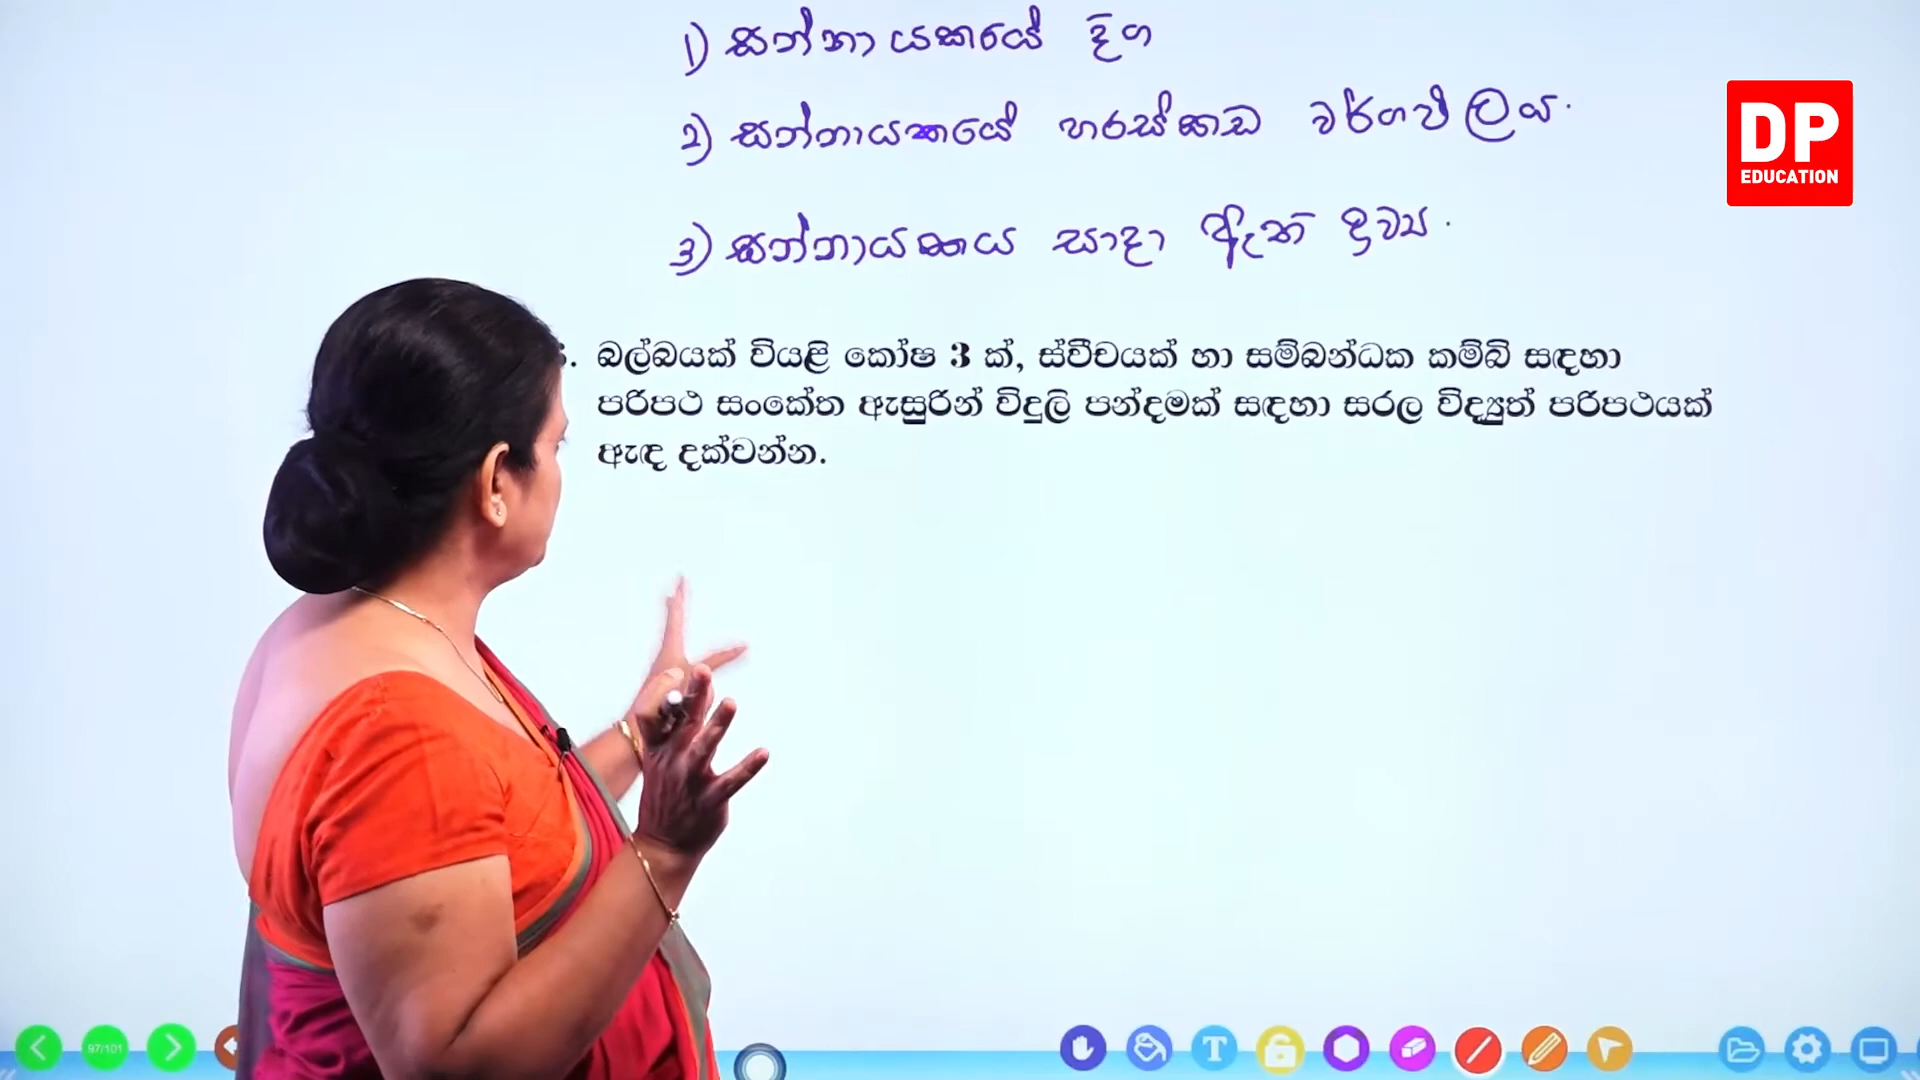 1) සන්නායකයේ දිග
2) සන්නායකයේ හරස්කඩ වර්ගඵලය.
3) සන්නායකය සාදා ඇති ද්‍රව්‍ය.
DP
EDUCATION
බල්බයක් වියළි කෝෂ 3 ක්, ස්වීචයක් හා සම්බන්ධක කම්බි සඳහා
පරිපථ සංකේත ඇසුරින් විදුලි පන්දමක් සඳහා සරල විද්‍යුත් පරිපථයක්
ඇඳ දක්වන්න.
97/101
T